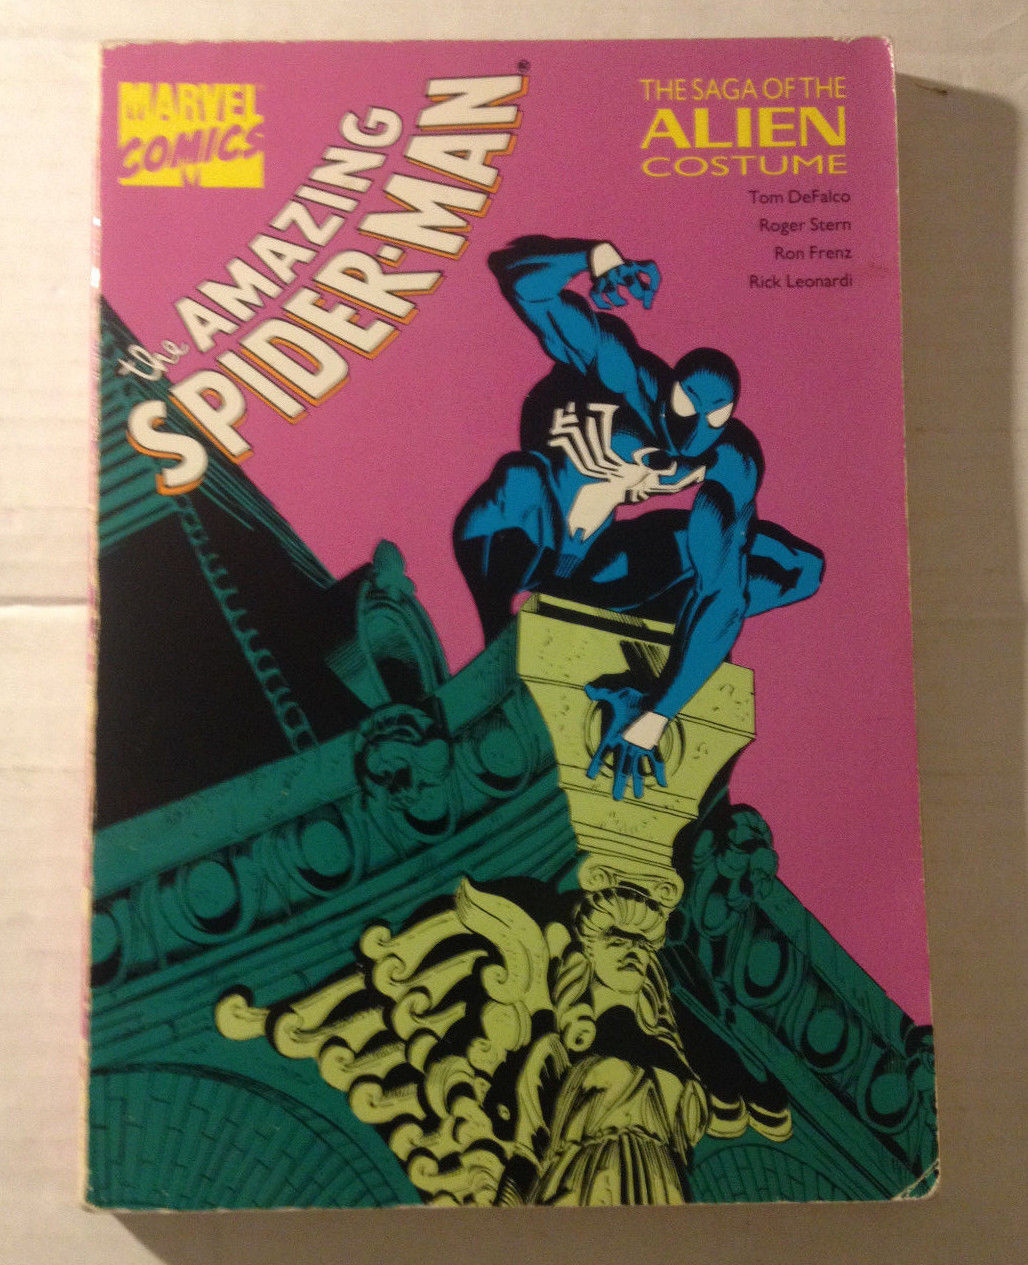 MARVEL
COMICS
the AMAZING
SPIDER-MAN®
THE SAGA OF THE
ALIEN
COSTUME
Tom DeFalco
Roger Stern
Ron Frenz
Rick Leonardi